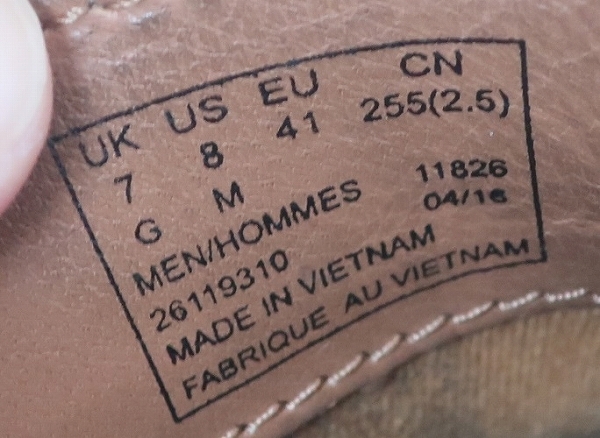 UK US EU CN
7 8 41 255(2.5)
G M
MEN/HOMMES 11826
26119310 04/16
MADE IN VIETNAM
FABRIQUE AU VIETNAM